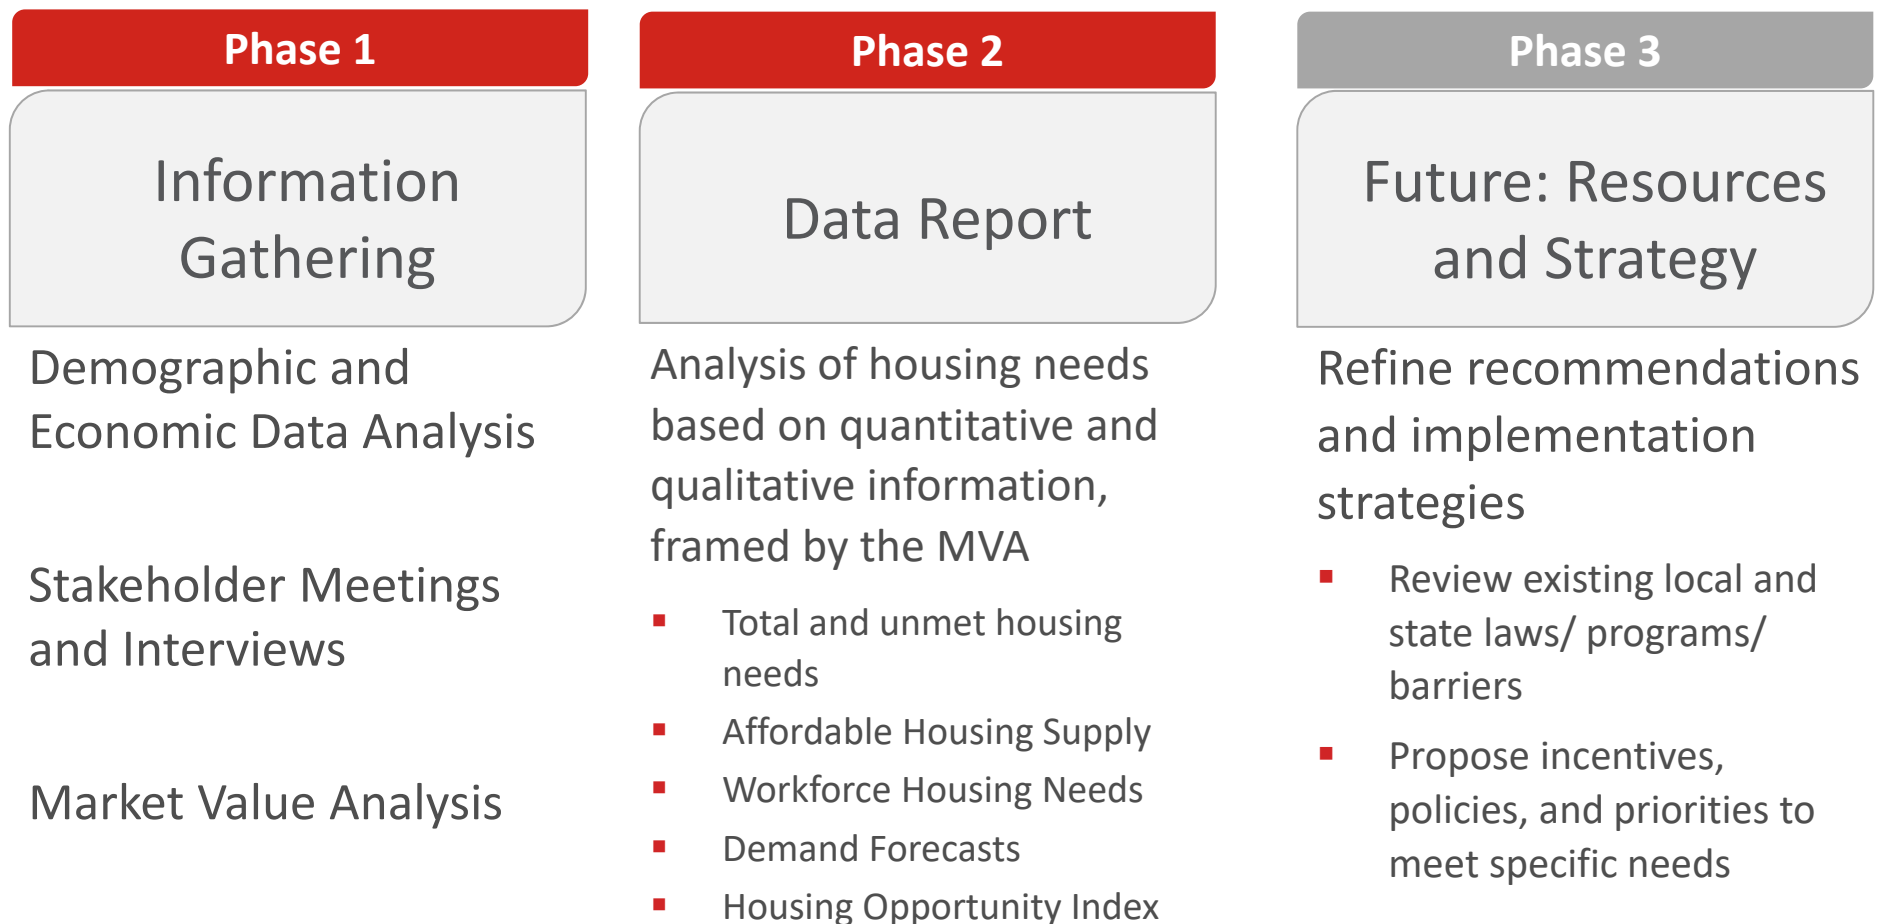 Phase 1
Information
Gathering
Demographic and
Economic Data Analysis
Stakeholder Meetings
and Interviews
Market Value Analysis
Phase 2
Data Report
Analysis of housing needs
based on quantitative and
qualitative information,
framed by the MVA
Total and unmet housing
needs
Affordable Housing Supply
Workforce Housing Needs
Demand Forecasts
Housing Opportunity Index
Phase 3
Future: Resources
and Strategy
Refine recommendations
and implementation
strategies
Review existing local and
state laws/ programs/
barriers
Propose incentives,
policies, and priorities to
meet specific needs